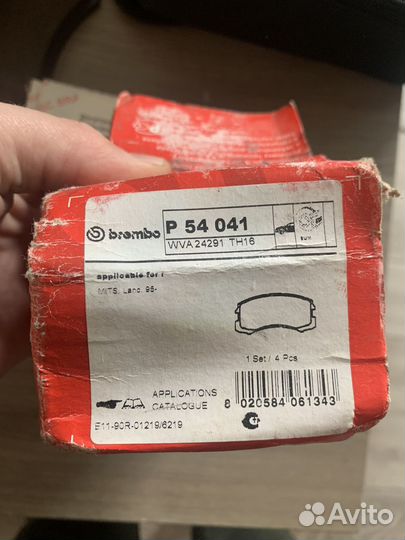 brembo
P 54 041
WVA 24291 TH16
applicable for /
MITS. Lanc. 95-
1 Set / 4 Pcs
APPLICATIONS
CATALOGUE
8 020584 061343
E11-90R-01219/6219
Avito